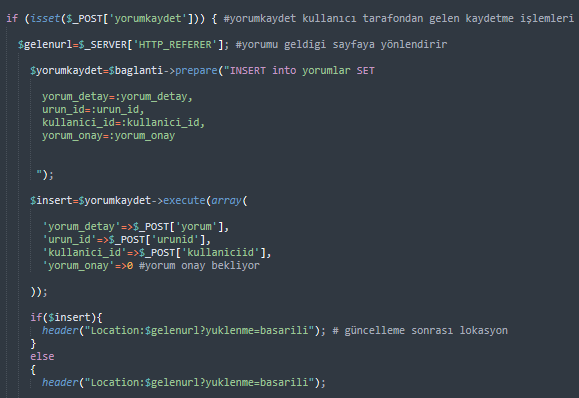 if (isset($_POST['yorumkaydet'])) { #yorumkaydet kullanıcı tarafından gelen kaydetme işlemleri
$gelenurl=$_SERVER['HTTP_REFERER']; #yorumu geldigi sayfaya yönlendirir
$yorumkaydet=$baglanti->prepare("INSERT into yorumlar SET
yorum_detay=:yorum_detay,
urun_id=:urun_id,
kullanici_id=:kullanici_id,
yorum_onay=:yorum_onay
");
$insert=$yorumkaydet->execute(array(
'yorum_detay'=>$_POST['yorum'],
'urun_id'=>$_POST['urunid'],
'kullanici_id'=>$_POST['kullaniciid'],
'yorum_onay'=>0 #yorum onay bekliyor
));
if($insert){
header("Location:$gelenurl?yuklenme=basarili"); # güncelleme sonrası lokasyon
}
else
{
header("Location:$gelenurl?yuklenme=basarili");